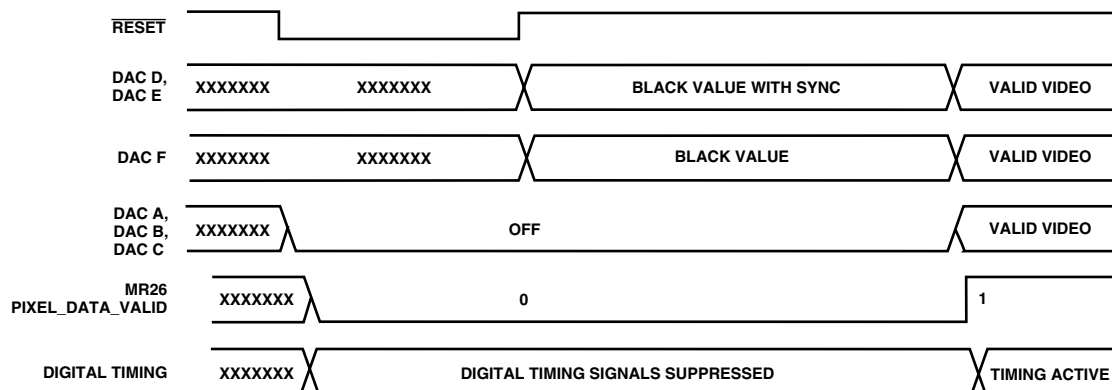 RESET
DAC D,
DAC E
XXXXXXX XXXXXXX BLACK VALUE WITH SYNC VALID VIDEO
DAC F XXXXXXX XXXXXXX BLACK VALUE VALID VIDEO
DAC A,
DAC B,
DAC C
XXXXXXX OFF VALID VIDEO
MR26
PIXEL_DATA_VALID
XXXXXXX 0 1
DIGITAL TIMING XXXXXXX DIGITAL TIMING SIGNALS SUPPRESSED TIMING ACTIVE